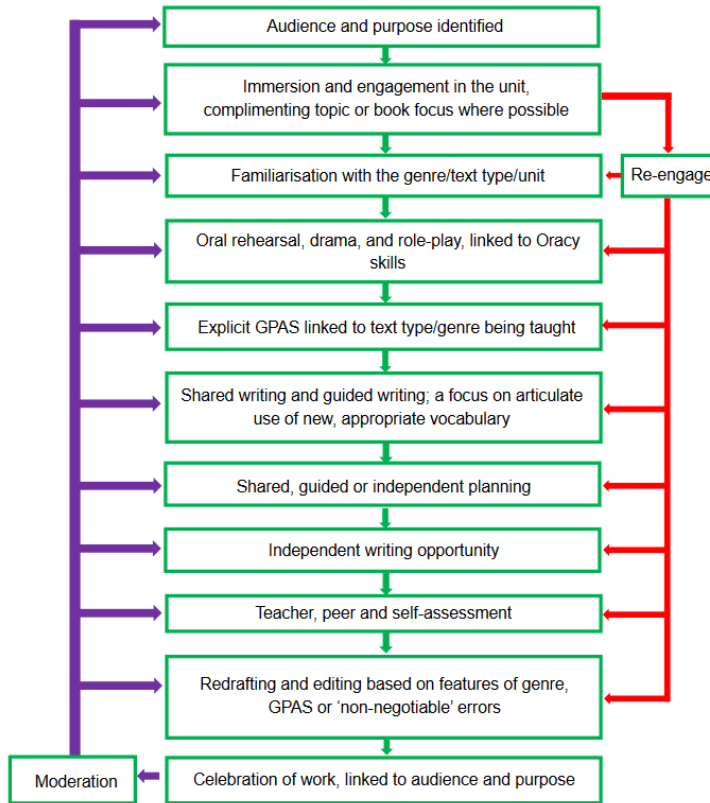 Audience and purpose identified
Immersion and engagement in the unit,
complimenting topic or book focus where possible
Familiarisation with the genre/text type/unit
Re-engage
Oral rehearsal, drama, and role-play, linked to Oracy
skills
Explicit GPAS linked to text type/genre being taught
Shared writing and guided writing; a focus on articulate
use of new, appropriate vocabulary
Shared, guided or independent planning
Independent writing opportunity
Teacher, peer and self-assessment
Redrafting and editing based on features of genre,
GPAS or ‘non-negotiable’ errors
Moderation
Celebration of work, linked to audience and purpose